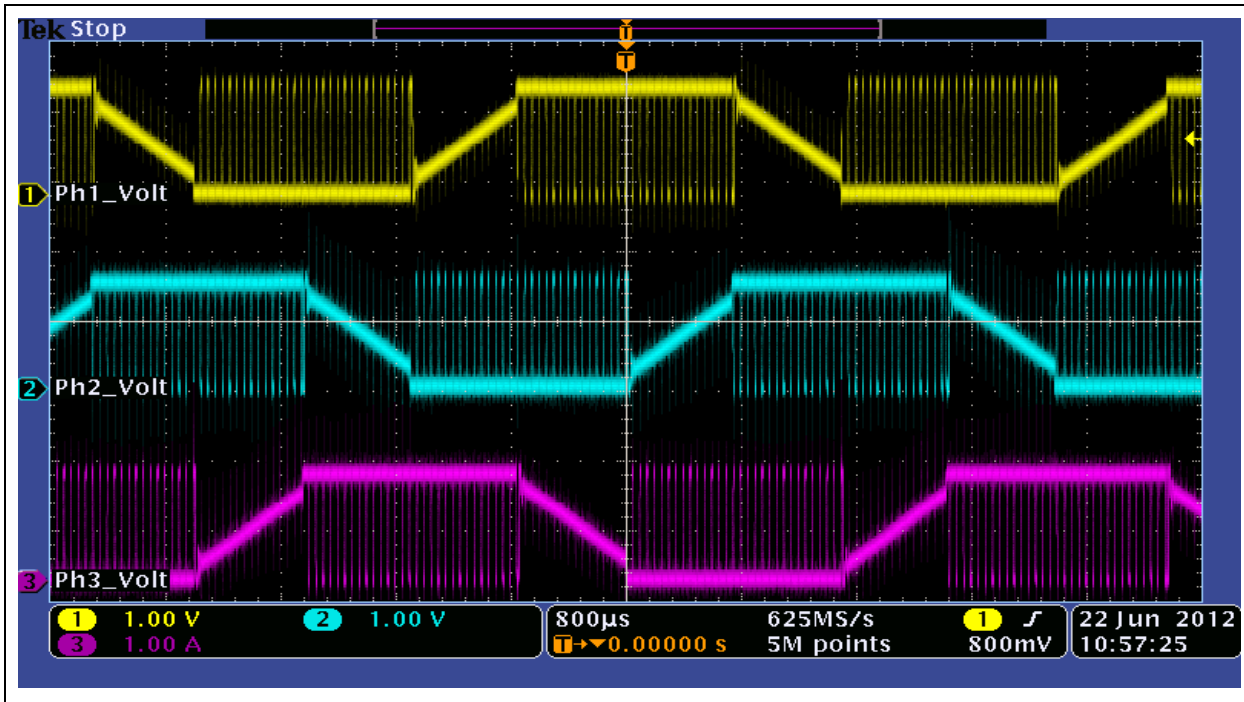 Tek Stop
T
T
1 Ph1_Volt
2 Ph2_Volt
3 Ph3_Volt
1 1.00 V 2 1.00 V
3 1.00 A
800µs 625MS/s 1
T→▼0.00000 s 5M points 800mV
22 Jun 2012
10:57:25